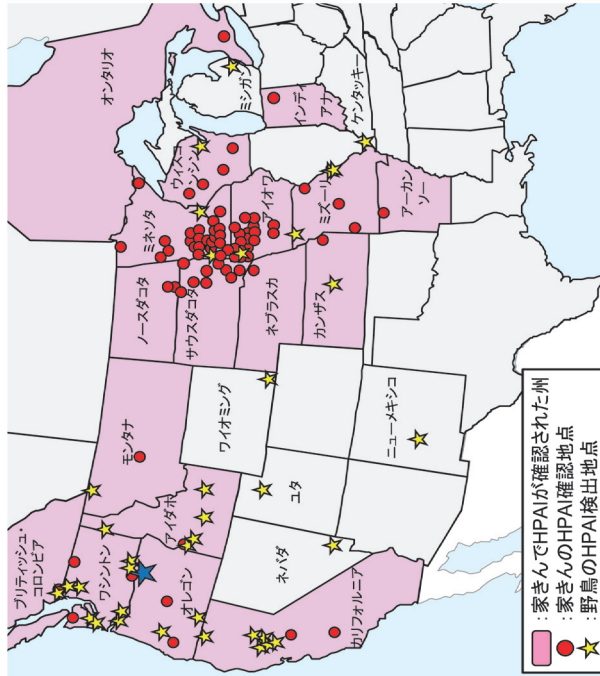 ブリティッシュ・
コロンビア
ワシントン
オレゴン
カリフォルニア
アイダホ
ネバダ
モンタナ
ワイオミング
ユタ
ニューメキシコ
ノースダコタ
サウスダコタ
ネブラスカ
カンザス
ミネソタ
アイオワ
ミズーリ
アーカン
ソー
ウィスコ
ンシン
オンタリオ
ミシガン
インディ
アナ
ケンタッキー
:家きんでHPAIが確認された州
:家きんのHPAI確認地点
:野鳥のHPAI検出地点